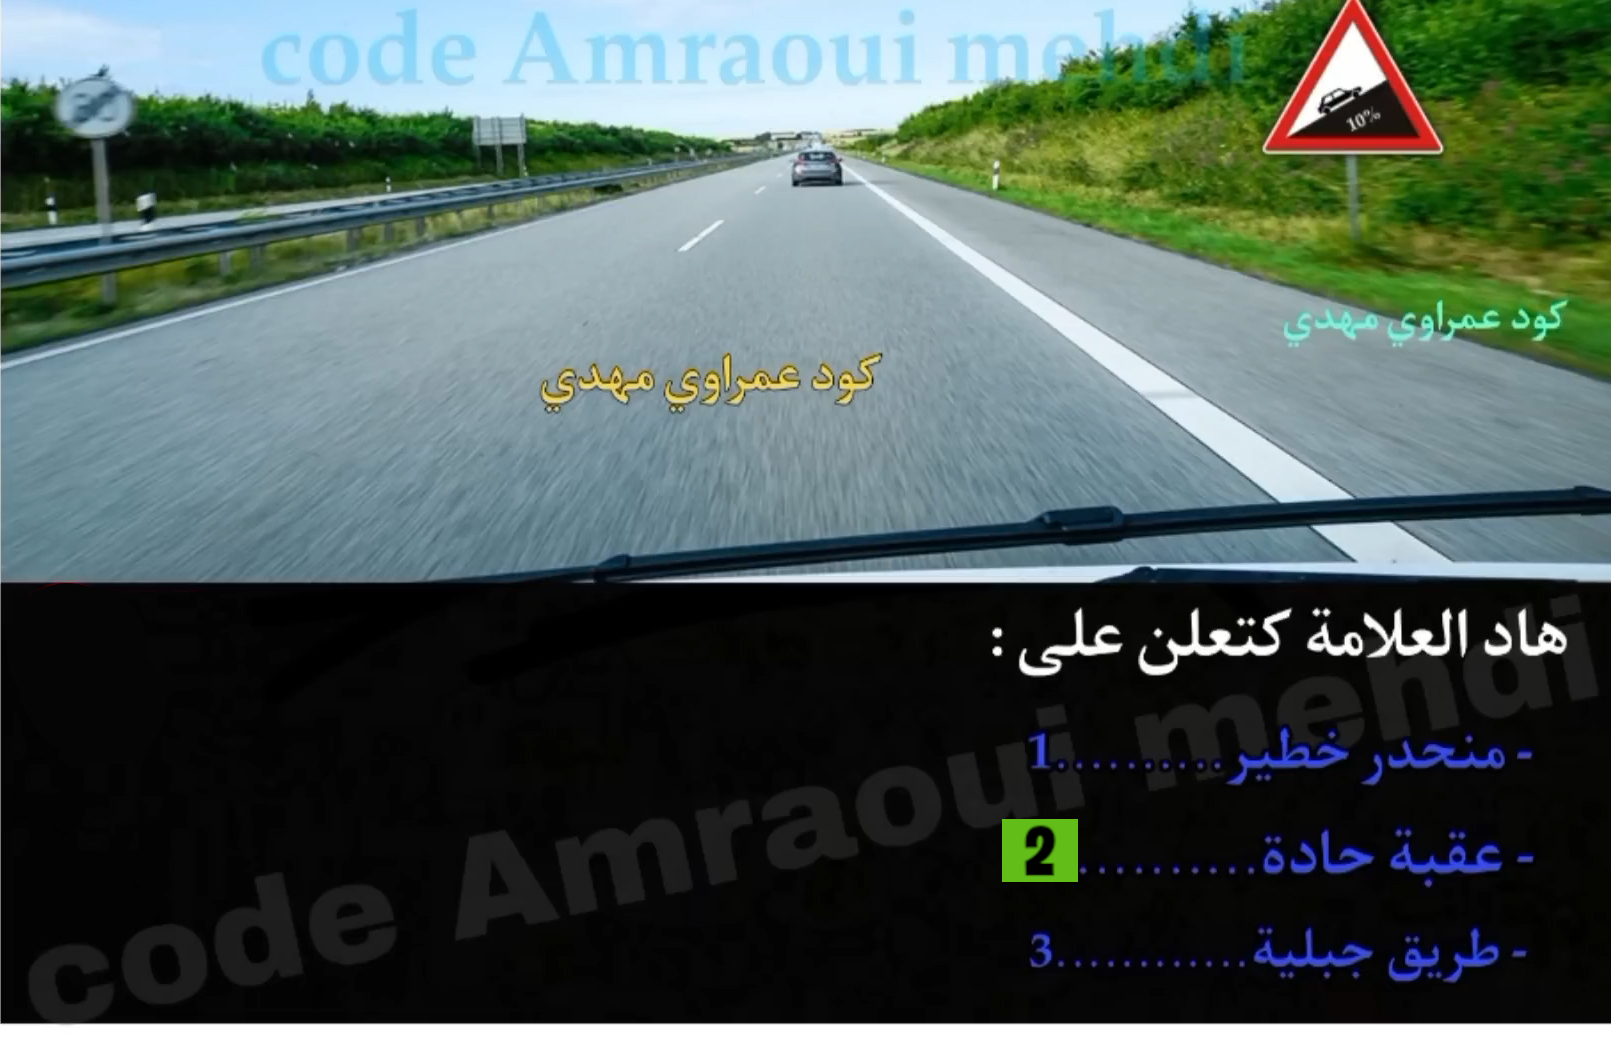 code Amraoui mehdi
10%
كود عمراوي مهدي
كود عمراوي مهدي
هاد العلامة كتعلن على :
- منحدر خطير..........1
- عقبة حادة..........2
- طريق جبلية............3
code Amraoui mehdi